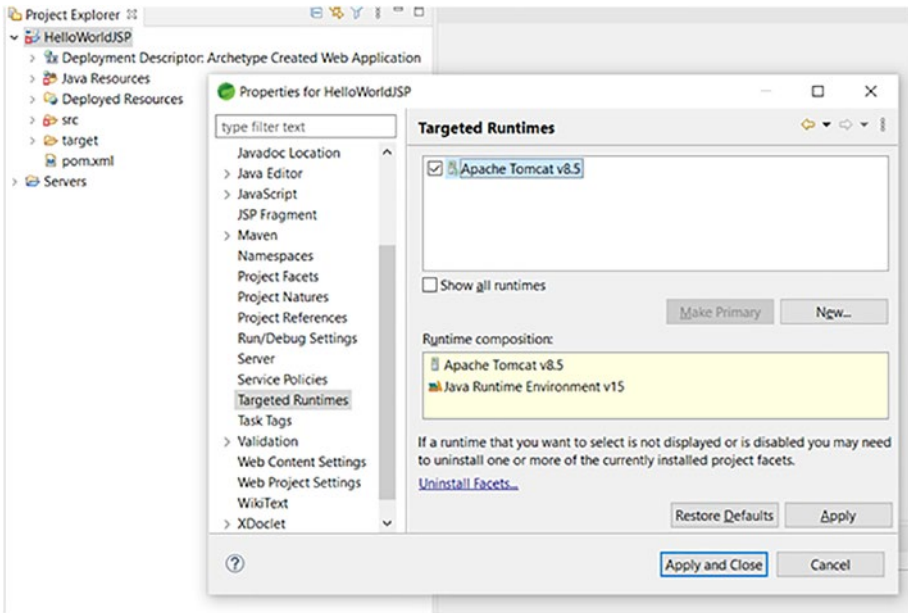 Project Explorer
HelloWorldJSP
Deployment Descriptor: Archetype Created Web Application
Java Resources
Deployed Resources
src
target
pom.xml
Servers
Properties for HelloWorldJSP
type filter text
Javadoc Location
Java Editor
JavaScript
JSP Fragment
Maven
Namespaces
Project Facets
Project Natures
Project References
Run/Debug Settings
Server
Service Policies
Targeted Runtimes
Task Tags
Validation
Web Content Settings
Web Project Settings
WikiText
XDoclet
Targeted Runtimes
Apache Tomcat v8.5
Show all runtimes
Make Primary
New...
Runtime composition:
Apache Tomcat v8.5
Java Runtime Environment v15
If a runtime that you want to select is not displayed or is disabled you may need
to uninstall one or more of the currently installed project facets.
Uninstall Facets...
Restore Defaults
Apply
?
Apply and Close
Cancel